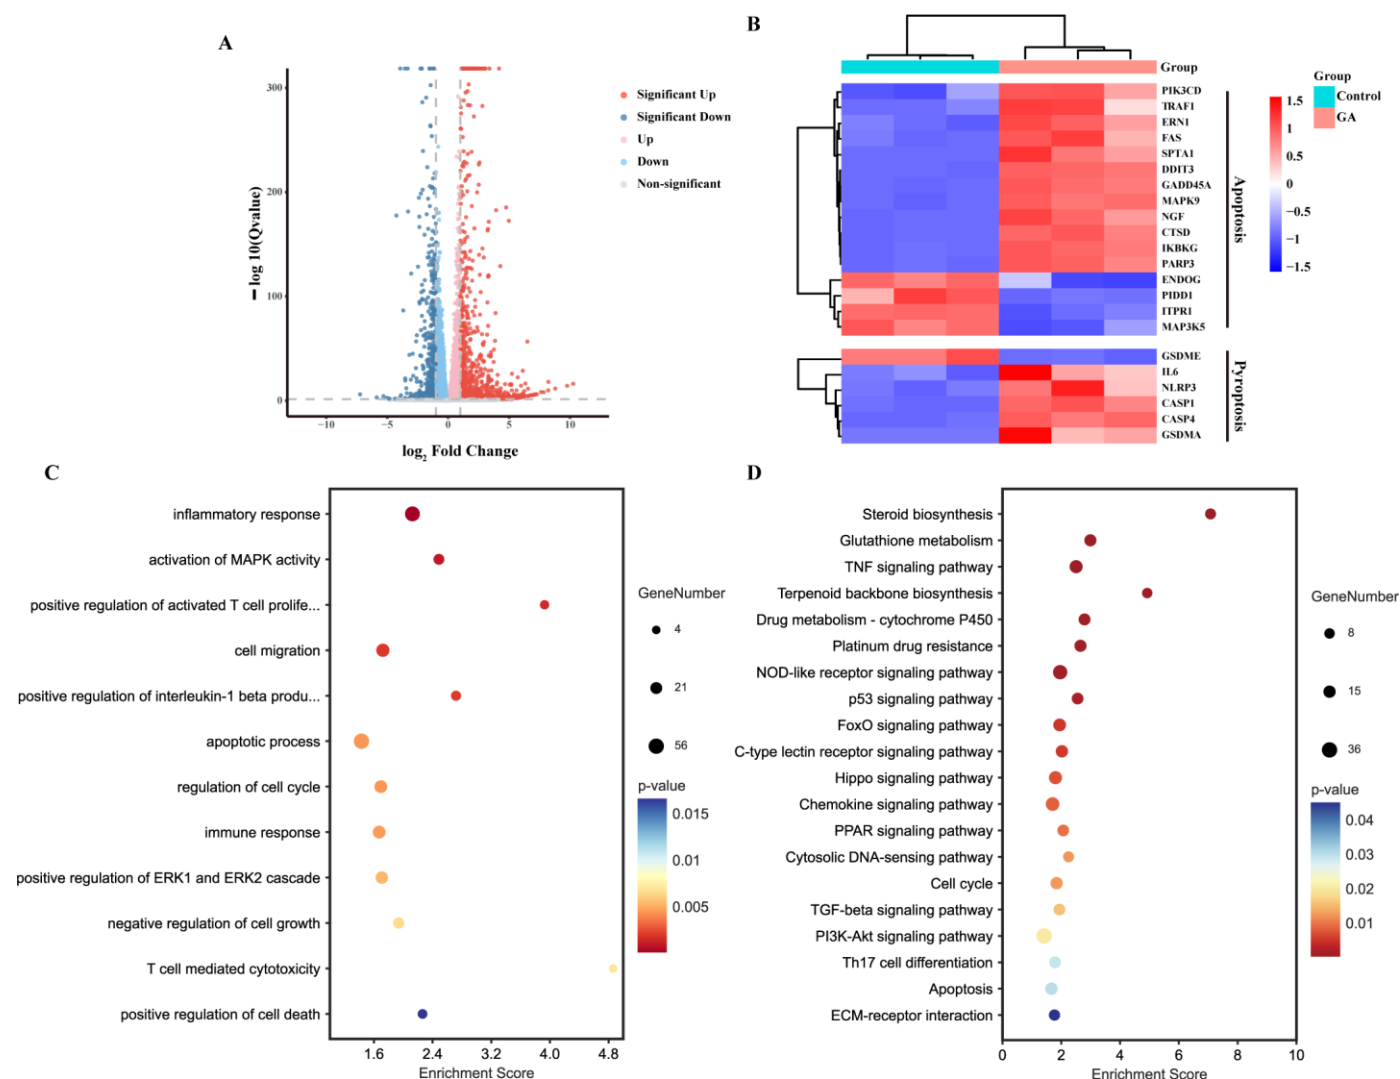 A
300
200
100
0
− log 10(Qvalue)
−10
−5
0
5
10
log2 Fold Change
Significant Up
Significant Down
Up
Down
Non-significant
B
Group
PIK3CD
TRAF1
ERN1
FAS
SPTA1
DDIT3
GADD45A
MAPK9
NGF
CTSD
IKBKG
PARP3
ENDOG
PIDD1
ITPR1
MAP3K5
Apoptosis
GSDME
IL6
NLRP3
CASP1
CASP4
GSDMA
Pyroptosis
1.5
1
0.5
0
−0.5
−1
−1.5
Group
Control
GA
C
inflammatory response
activation of MAPK activity
positive regulation of activated T cell prolife...
cell migration
positive regulation of interleukin-1 beta produ...
apoptotic process
regulation of cell cycle
immune response
positive regulation of ERK1 and ERK2 cascade
negative regulation of cell growth
T cell mediated cytotoxicity
positive regulation of cell death
1.6
2.4
3.2
4.0
4.8
Enrichment Score
GeneNumber
4
21
56
p-value
0.015
0.01
0.005
D
Steroid biosynthesis
Glutathione metabolism
TNF signaling pathway
Terpenoid backbone biosynthesis
Drug metabolism - cytochrome P450
Platinum drug resistance
NOD-like receptor signaling pathway
p53 signaling pathway
FoxO signaling pathway
C-type lectin receptor signaling pathway
Hippo signaling pathway
Chemokine signaling pathway
PPAR signaling pathway
Cytosolic DNA-sensing pathway
Cell cycle
TGF-beta signaling pathway
PI3K-Akt signaling pathway
Th17 cell differentiation
Apoptosis
ECM-receptor interaction
0
2
4
6
8
10
Enrichment Score
GeneNumber
8
15
36
p-value
0.04
0.03
0.02
0.01